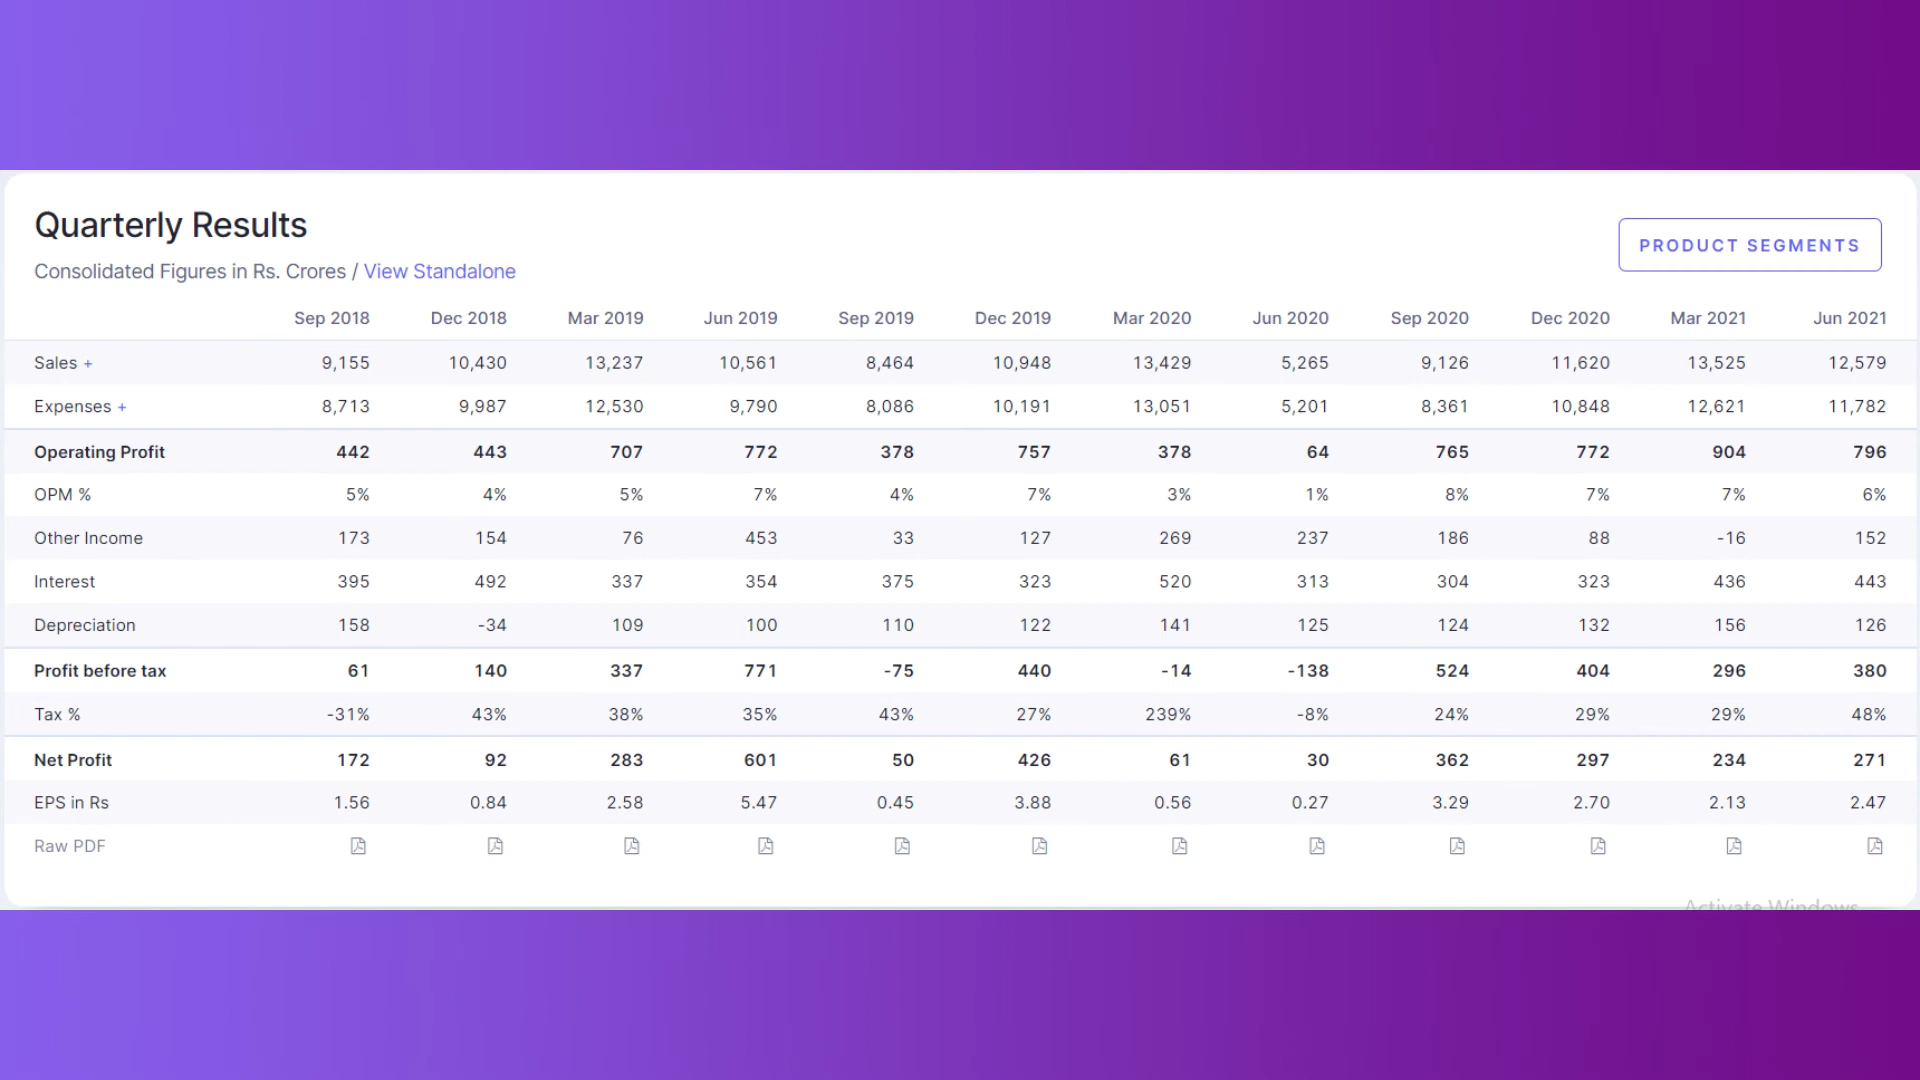 Quarterly Results
PRODUCT SEGMENTS
Consolidated Figures in Rs. Crores / View Standalone
Sep 2018 Dec 2018 Mar 2019 Jun 2019 Sep 2019 Dec 2019 Mar 2020 Jun 2020 Sep 2020 Dec 2020 Mar 2021 Jun 2021
Sales + 9,155 10,430 13,237 10,561 8,464 10,948 13,429 5,265 9,126 11,620 13,525 12,579
Expenses + 8,713 9,987 12,530 9,790 8,086 10,191 13,051 5,201 8,361 10,848 12,621 11,782
Operating Profit 442 443 707 772 378 757 378 64 765 772 904 796
OPM % 5% 4% 5% 7% 4% 7% 3% 1% 8% 7% 7% 6%
Other Income 173 154 76 453 33 127 269 237 186 88 -16 152
Interest 395 492 337 354 375 323 520 313 304 323 436 443
Depreciation 158 -34 109 100 110 122 141 125 124 132 156 126
Profit before tax 61 140 337 771 -75 440 -14 -138 524 404 296 380
Tax % -31% 43% 38% 35% 43% 27% 239% -8% 24% 29% 29% 48%
Net Profit 172 92 283 601 50 426 61 30 362 297 234 271
EPS in Rs 1.56 0.84 2.58 5.47 0.45 3.88 0.56 0.27 3.29 2.70 2.13 2.47
Raw PDF
Activate Windows